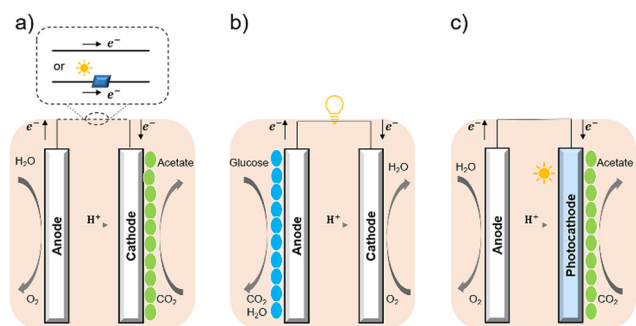 a)
e⁻
or
e⁻
e⁻
e⁻
H₂O
Acetate
Anode
H⁺
Cathode
O₂
CO₂
b)
e⁻
e⁻
Glucose
H₂O
Anode
H⁺
Cathode
CO₂
H₂O
O₂
c)
e⁻
e⁻
H₂O
Acetate
Anode
H⁺
Photocathode
O₂
CO₂